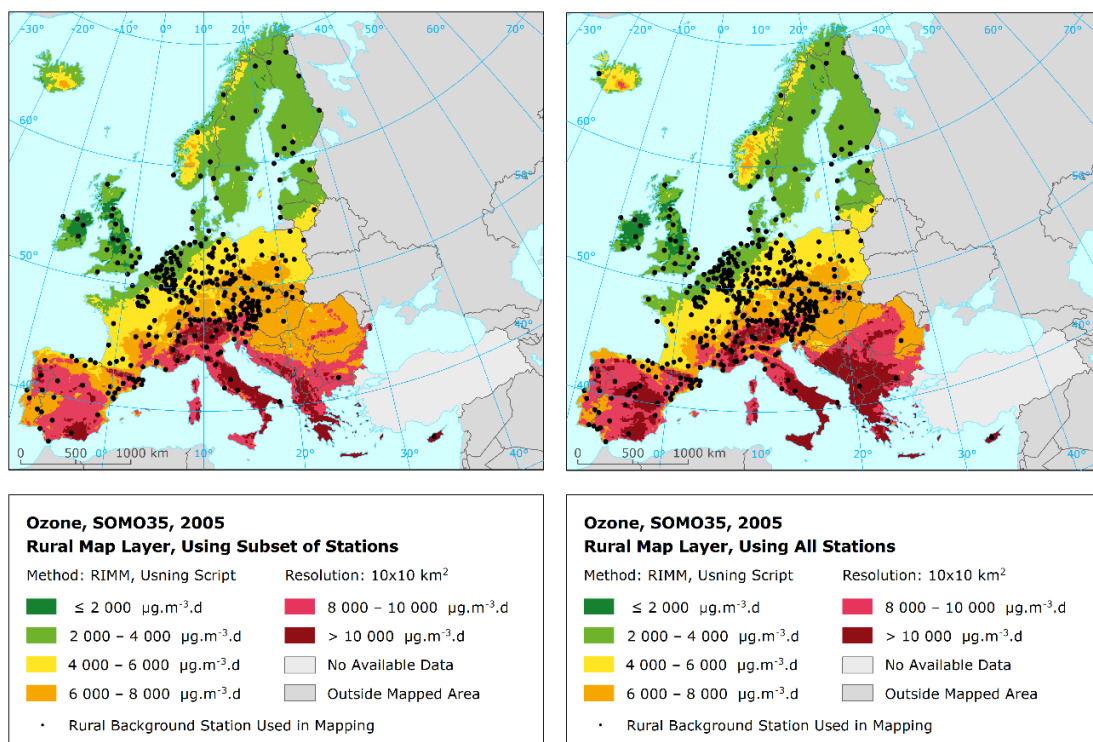 -30° -20° -10° 0° 10° 20° 30° 40° 50° 60° 70°
60°
50°
40°
50°
40°
0 500 1000 km
0° 10° 20° 30° 40°
-30° -20° -10° 0° 10° 20° 30° 40° 50° 60° 70°
60°
50°
40°
50°
40°
0 500 1000 km
0° 10° 20° 30° 40°
Ozone, SOMO35, 2005
Rural Map Layer, Using Subset of Stations
Method: RIMM, Usning Script Resolution: 10x10 km²
≤ 2 000 µg.m⁻³.d 8 000 – 10 000 µg.m⁻³.d
2 000 – 4 000 µg.m⁻³.d > 10 000 µg.m⁻³.d
4 000 – 6 000 µg.m⁻³.d No Available Data
6 000 – 8 000 µg.m⁻³.d Outside Mapped Area
Rural Background Station Used in Mapping
Ozone, SOMO35, 2005
Rural Map Layer, Using All Stations
Method: RIMM, Usning Script Resolution: 10x10 km²
≤ 2 000 µg.m⁻³.d 8 000 – 10 000 µg.m⁻³.d
2 000 – 4 000 µg.m⁻³.d > 10 000 µg.m⁻³.d
4 000 – 6 000 µg.m⁻³.d No Available Data
6 000 – 8 000 µg.m⁻³.d Outside Mapped Area
Rural Background Station Used in Mapping